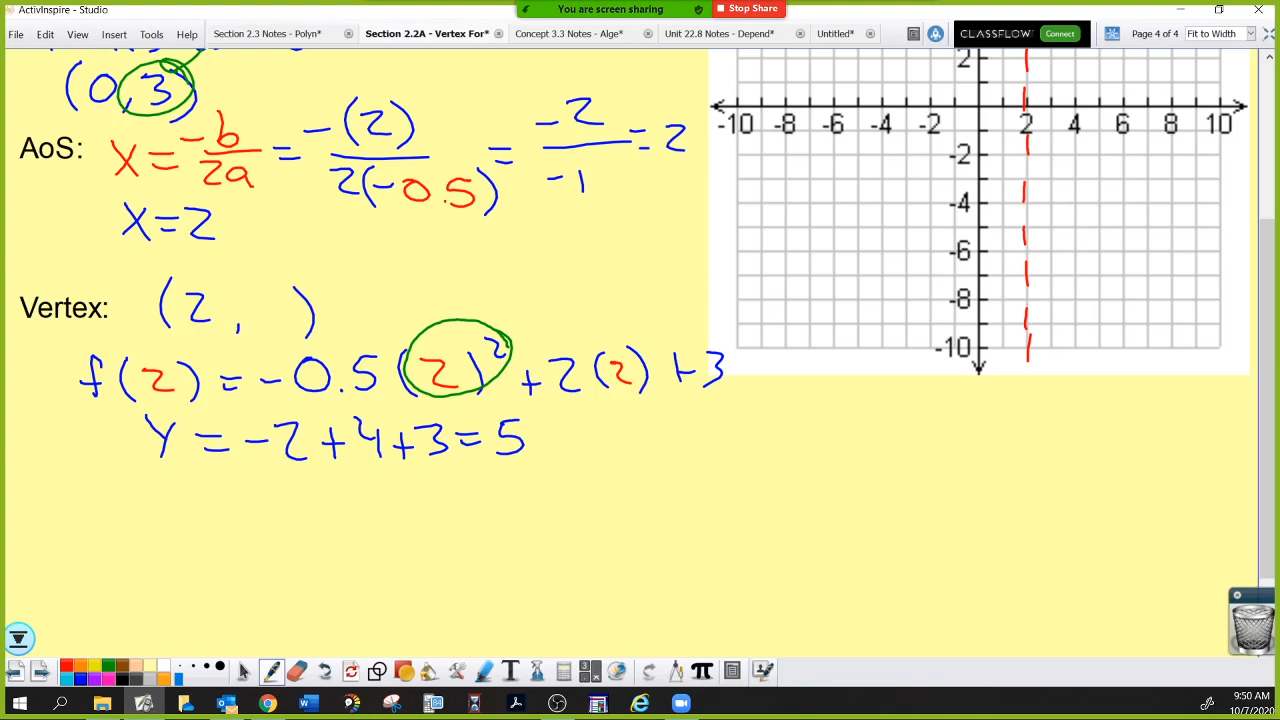 ActivInspire - Studio
You are screen sharing
Stop Share
File Edit View Insert Tools Help
Section 2.3 Notes - Polyn*
Section 2.2A - Vertex For*
Concept 3.3 Notes - Alge*
Unit 22.8 Notes - Depend*
Untitled*
CLASSFLOW Connect
Page 4 of 4 Fit to Width
(0, 3)
AoS: x = -b/2a = -(2)/2(-0.5) = -2/-1 = 2
x = 2
Vertex: (2, )
f(2) = -0.5(2)² + 2(2) + 3
y = -2 + 4 + 3 = 5
2
-10 -8 -6 -4 -2 2 4 6 8 10
-2
-4
-6
-8
-10
9:50 AM
10/7/2020